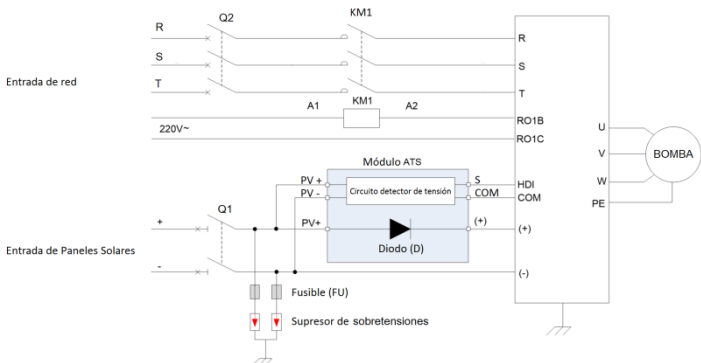 Q2
KM1
R
R
S
S
Entrada de red
T
T
A1
KM1
A2
RO1B
220V~
RO1C
U
V
BOMBA
W
PE
Módulo ATS
PV +
Circuito detector de tensión
S
HDI
PV -
COM
COM
Q1
+
PV+
(+)
(+)
Diodo (D)
Entrada de Paneles Solares
-
(-)
Fusible (FU)
Supresor de sobretensiones